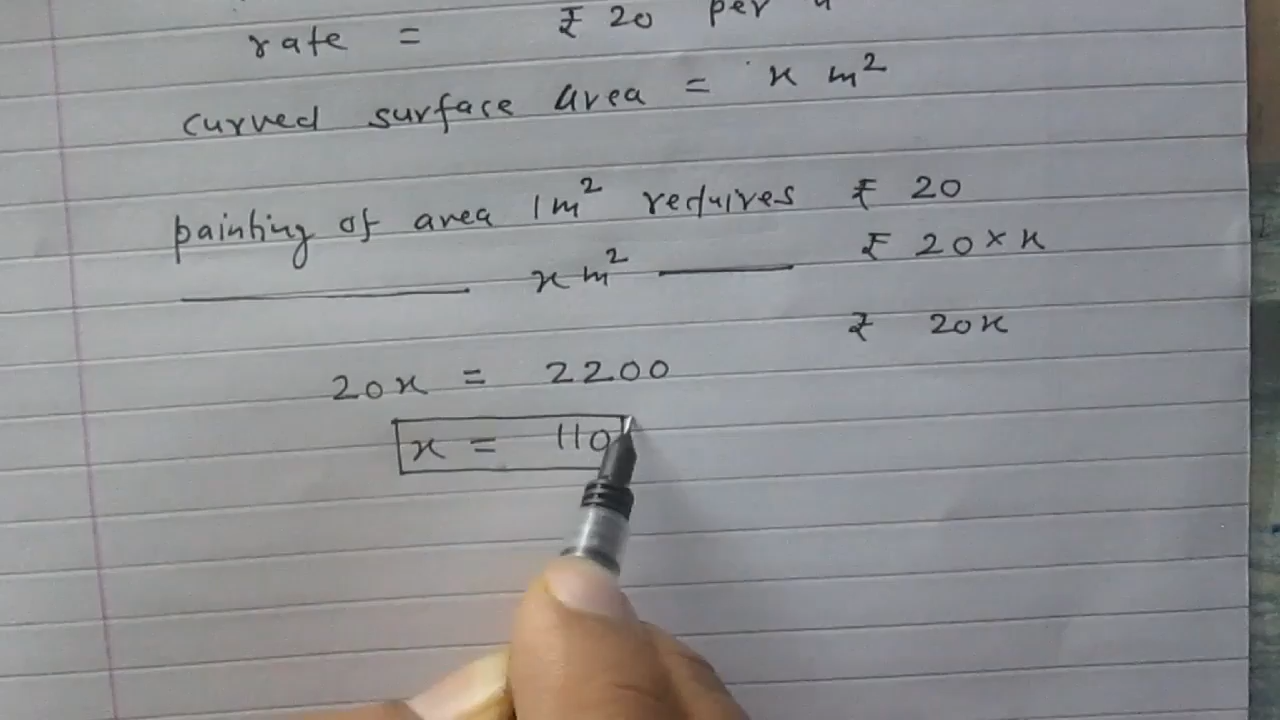 rate = ₹ 20 per
curved surface area = x m²
painting of area 1m² requires ₹ 20
x m² ₹ 20 × x
₹ 20x
20x = 2200
x = 110